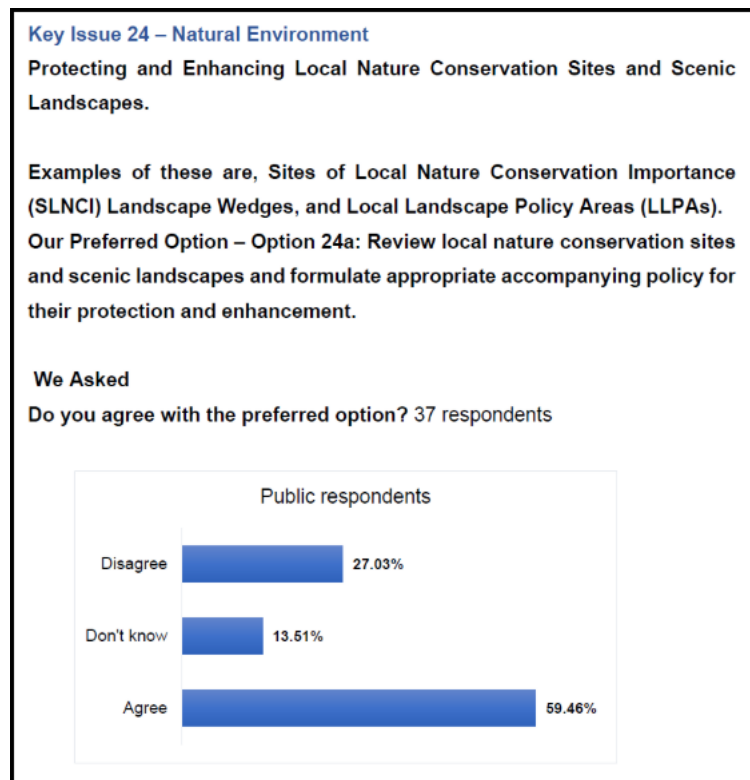 Key Issue 24 – Natural Environment
Protecting and Enhancing Local Nature Conservation Sites and Scenic
Landscapes.
Examples of these are, Sites of Local Nature Conservation Importance
(SLNCI) Landscape Wedges, and Local Landscape Policy Areas (LLPAs).
Our Preferred Option – Option 24a: Review local nature conservation sites
and scenic landscapes and formulate appropriate accompanying policy for
their protection and enhancement.
We Asked
Do you agree with the preferred option? 37 respondents
Public respondents
Disagree 27.03%
Don't know 13.51%
Agree 59.46%